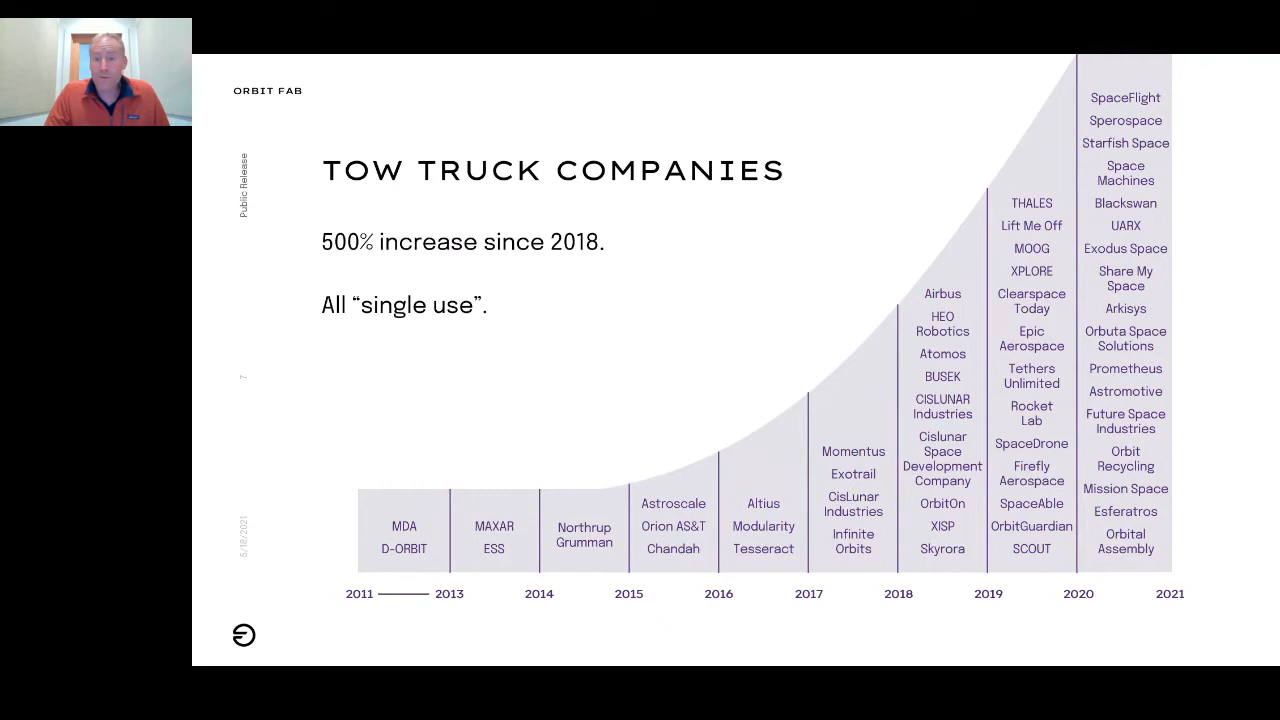 ORBIT FAB
Public Release
TOW TRUCK COMPANIES
500% increase since 2018.
All “single use”.
7
5/18/2021
MDA
D-ORBIT
MAXAR
ESS
Northrup
Grumman
Astroscale
Orion AS&T
Chandah
Altius
Modularity
Tesseract
Momentus
Exotrail
CisLunar
Industries
Infinite
Orbits
Airbus
HEO
Robotics
Atomos
BUSEK
CISLUNAR
Industries
Cislunar
Space
Development
Company
OrbitOn
XISP
Skyrora
THALES
Lift Me Off
MOOG
XPLORE
Clearspace
Today
Epic
Aerospace
Tethers
Unlimited
Rocket
Lab
SpaceDrone
Firefly
Aerospace
SpaceAble
OrbitGuardian
SCOUT
SpaceFlight
Sperospace
Starfish Space
Space
Machines
Blackswan
UARX
Exodus Space
Share My
Space
Arkisys
Orbuta Space
Solutions
Prometheus
Astromotive
Future Space
Industries
Orbit
Recycling
Mission Space
Esferatros
Orbital
Assembly
2011 2013 2014 2015 2016 2017 2018 2019 2020 2021